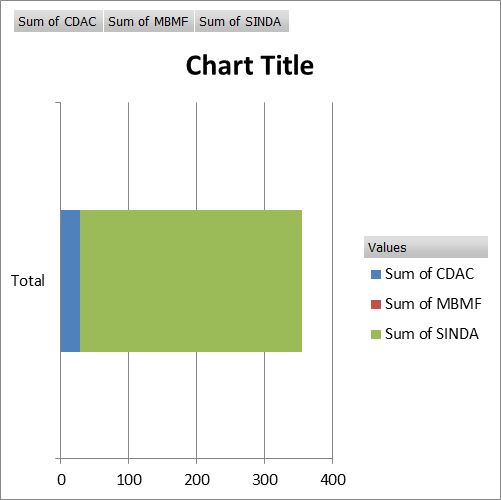 Sum of CDAC Sum of MBMF Sum of SINDA
Chart Title
Total
Values
Sum of CDAC
Sum of MBMF
Sum of SINDA
0 100 200 300 400